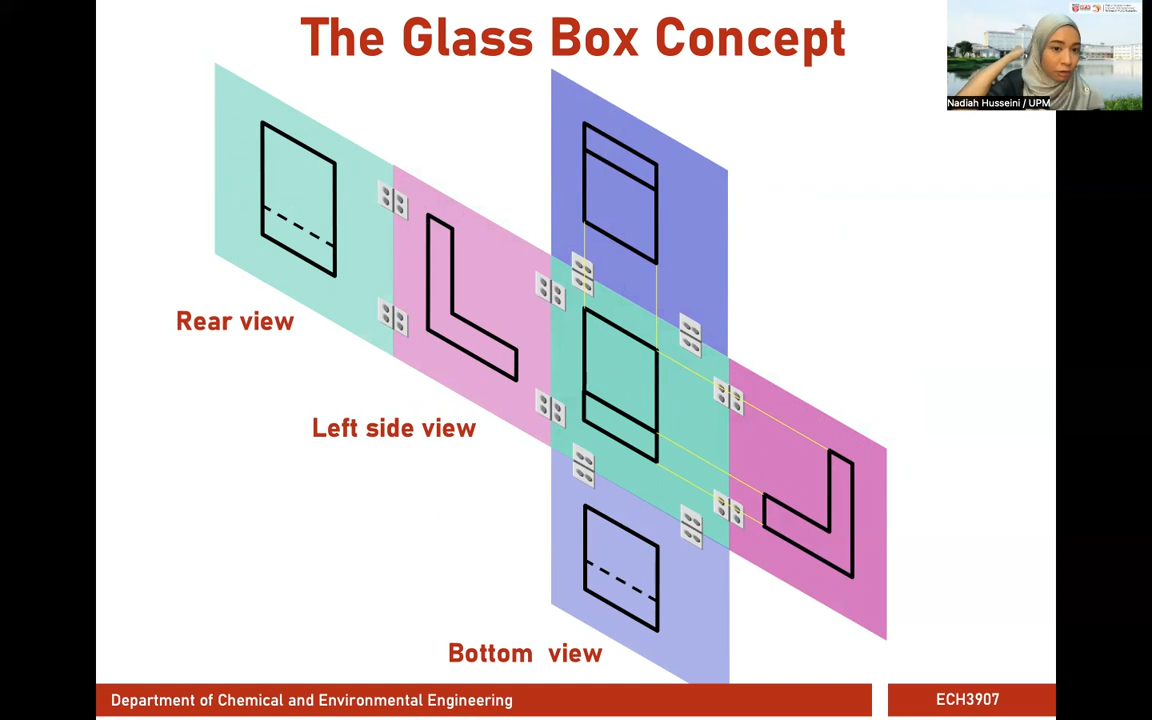 The Glass Box Concept
Nadiah Husseini / UPM
Rear view
Left side view
Bottom view
Department of Chemical and Environmental Engineering
ECH3907